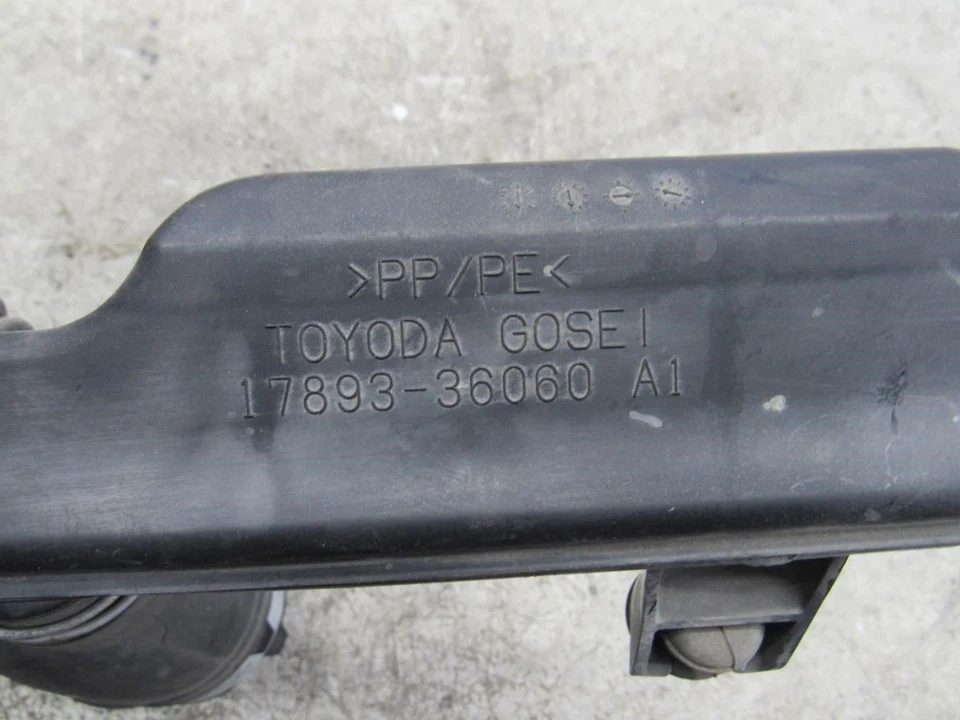 >PP/PE<
TOYODA GOSEI
17893-36060 A1